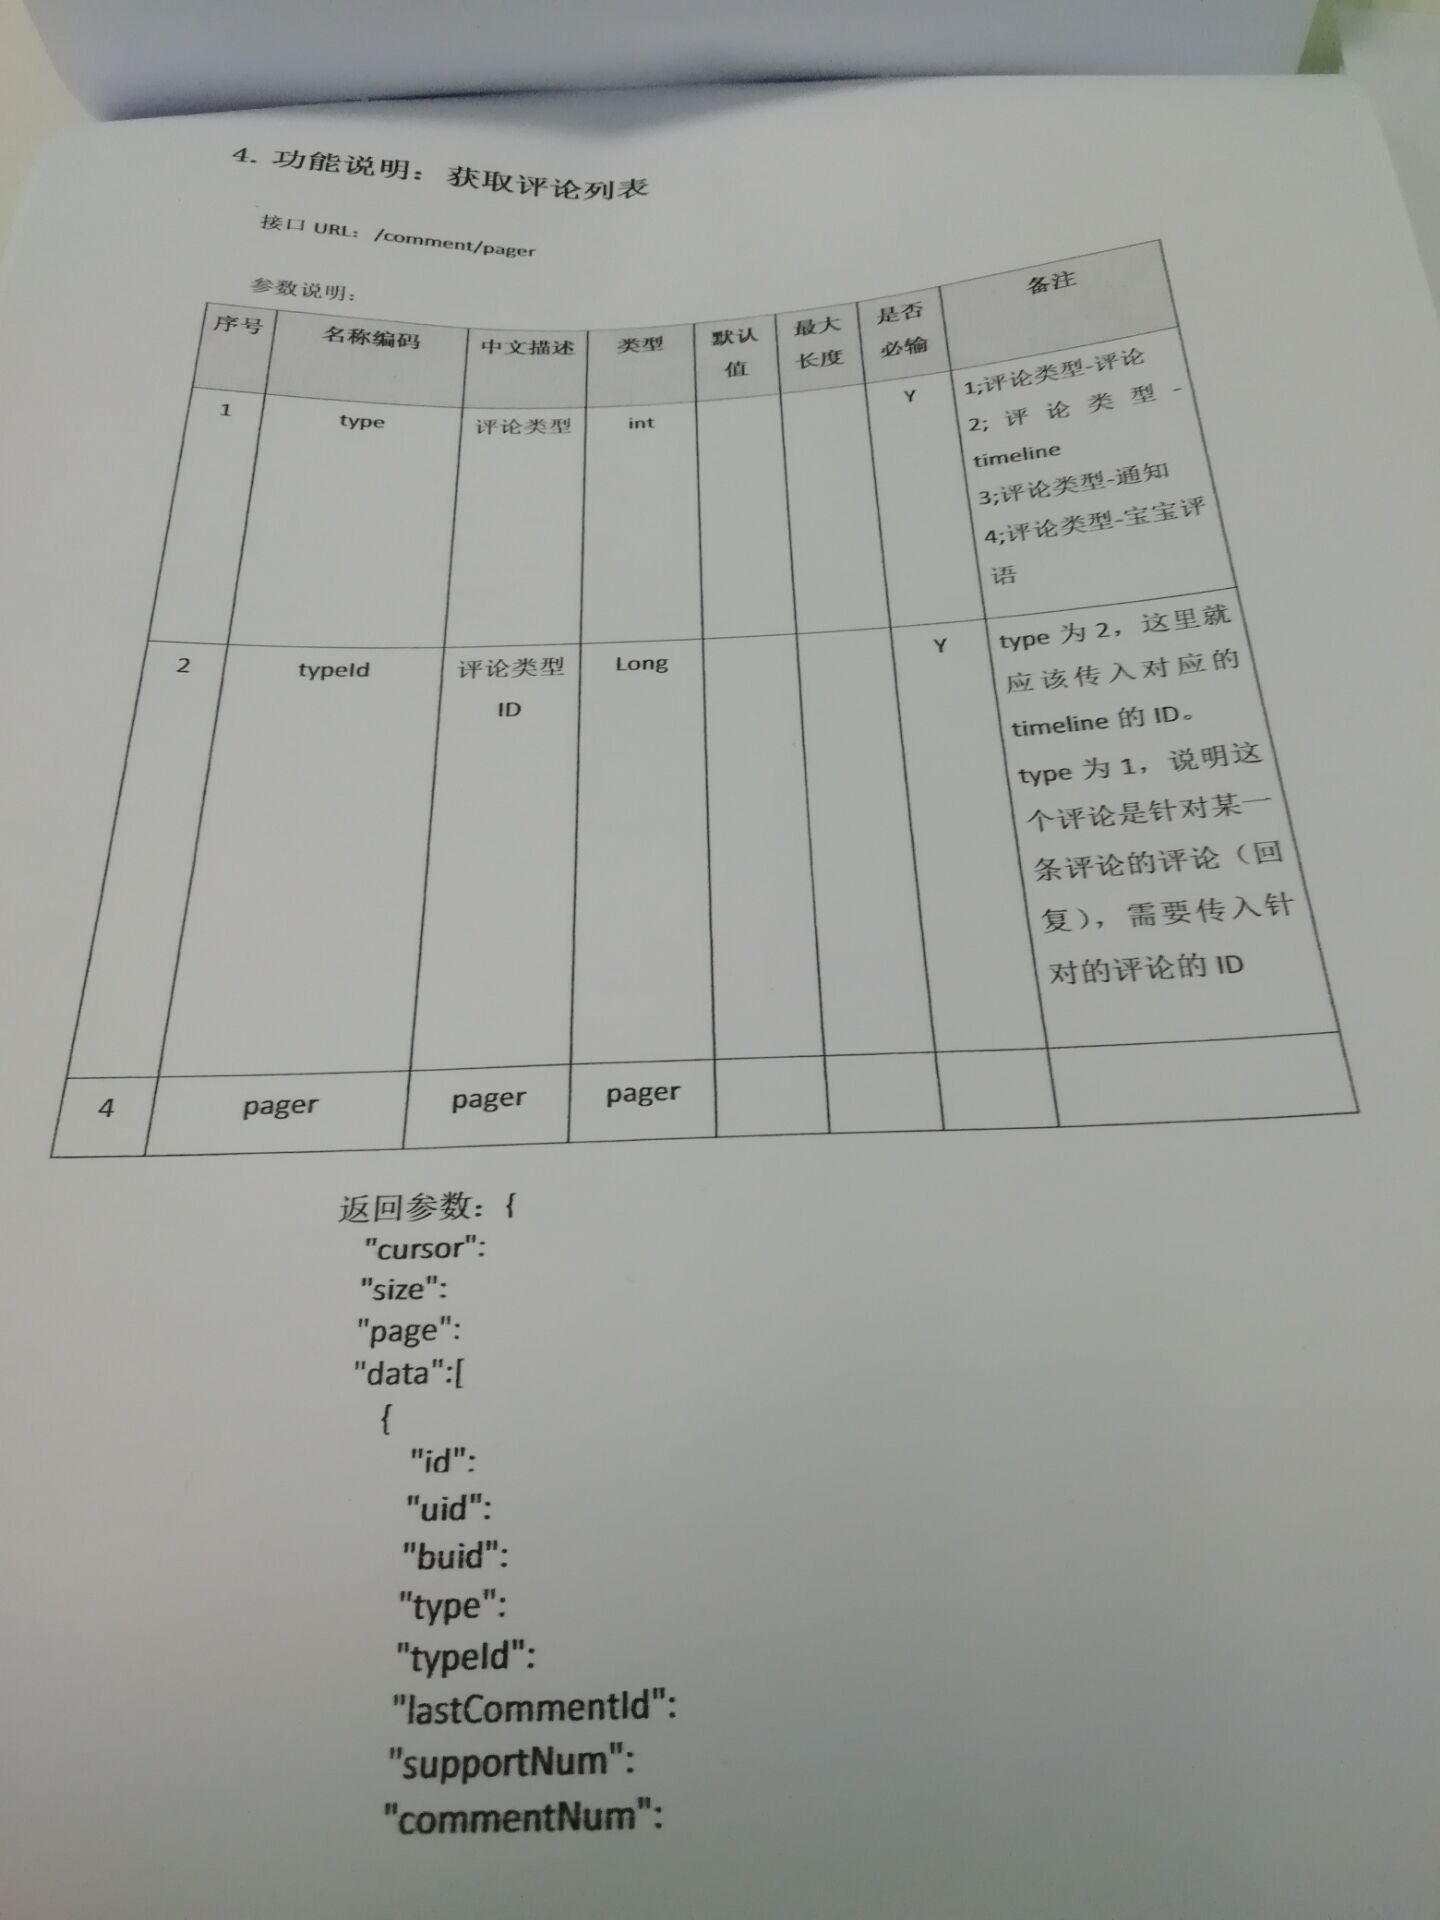 4. 功能说明：获取评论列表
接口 URL：/comment/pager
参数说明：
序号 名称编码 中文描述 类型 默认值 最大长度 是否必输 备注
1 type 评论类型 int Y 1;评论类型-评论
2; 评 论 类 型 -
timeline
3;评论类型-通知
4;评论类型-宝宝评
语
2 typeId 评论类型ID Long Y type 为 2，这里就
应该传入对应的
timeline 的 ID。
type 为 1，说明这
个评论是针对某一
条评论的评论（回
复），需要传入针
对的评论的 ID
4 pager pager pager
返回参数：{
"cursor":
"size":
"page":
"data":[
{
"id":
"uid":
"buid":
"type":
"typeId":
"lastCommentId":
"supportNum":
"commentNum":